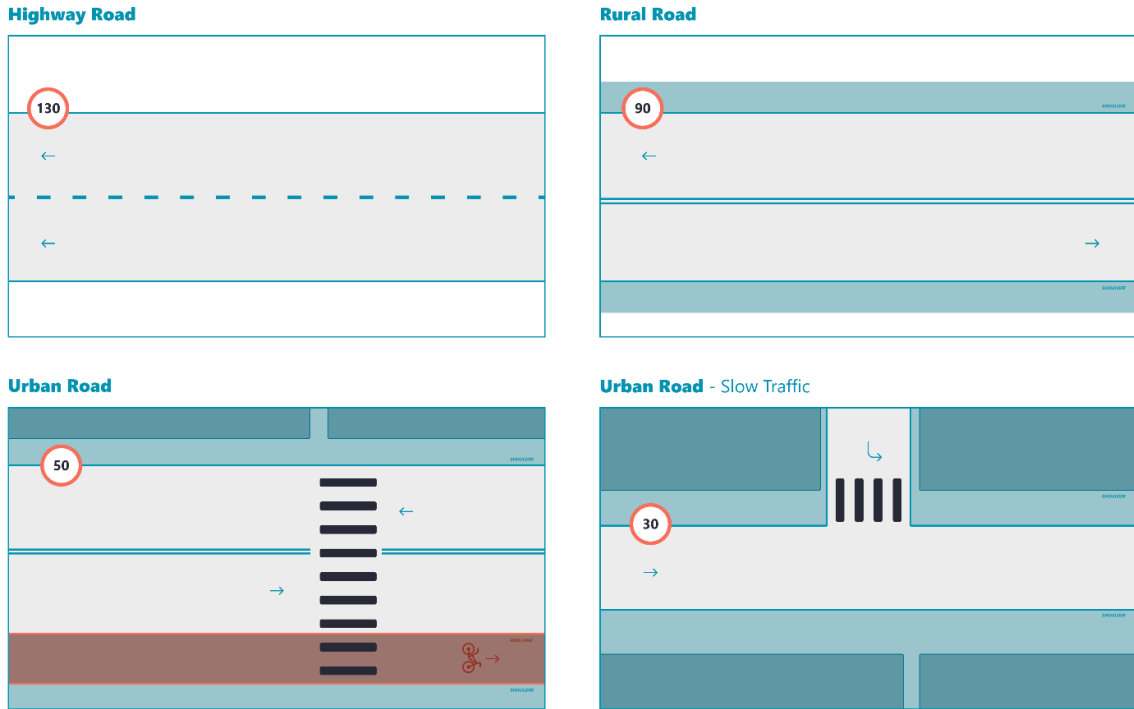 Highway Road
130
Rural Road
90
SHOULDER
SHOULDER
Urban Road
50
SHOULDER
BIKE LANE
SHOULDER
Urban Road - Slow Traffic
30
SHOULDER
SHOULDER